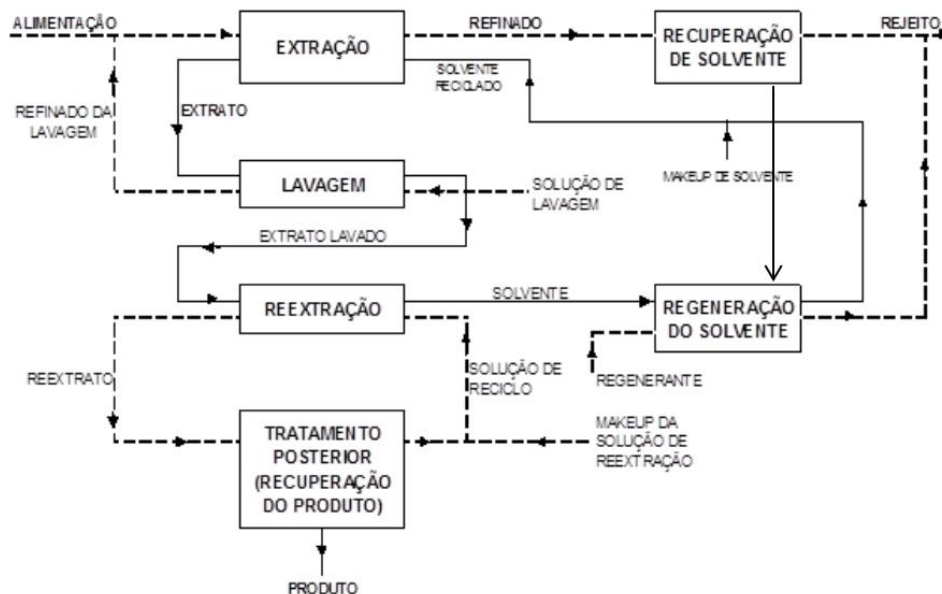 ALIMENTAÇÃO
EXTRAÇÃO
REFINADO
RECUPERAÇÃO
DE SOLVENTE
REJEITO
SOLVENTE
RECICLADO
EXTRATO
REFINADO DA
LAVAGEM
MAKEUP DE SOLVENTE
LAVAGEM
SOLUÇÃO DE
LAVAGEM
EXTRATO LAVADO
REEXTRAÇÃO
SOLVENTE
REGENERAÇÃO
DO SOLVENTE
REEXTRATO
SOLUÇÃO DE
RECICLO
REGENERANTE
TRATAMENTO
POSTERIOR
(RECUPERAÇÃO
DO PRODUTO)
MAKEUP DA
SOLUÇÃO DE
REEXTRAÇÃO
PRODUTO